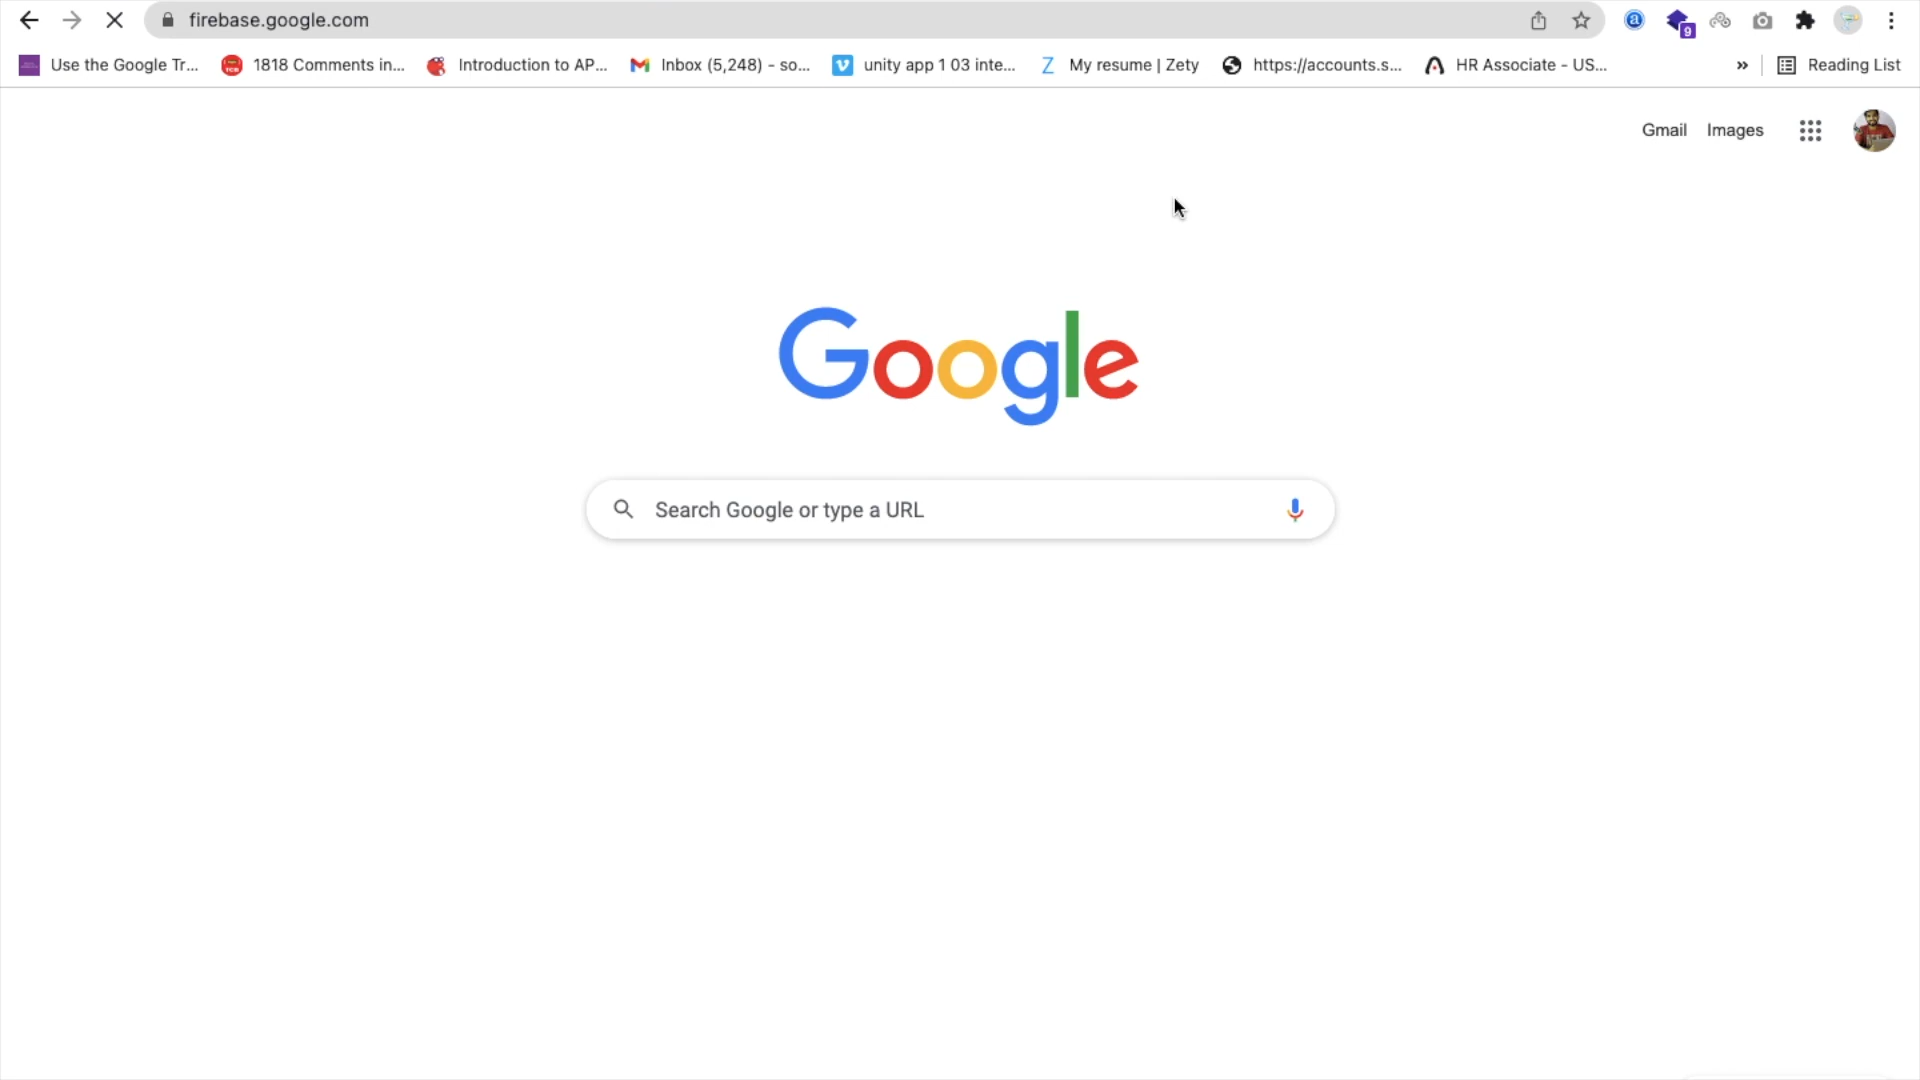 firebase.google.com
9
Use the Google Tr... 1818 Comments in... Introduction to AP... Inbox (5,248) - so... unity app 1 03 inte... My resume | Zety https://accounts.s... HR Associate - US... » Reading List
Gmail Images
Google
Search Google or type a URL